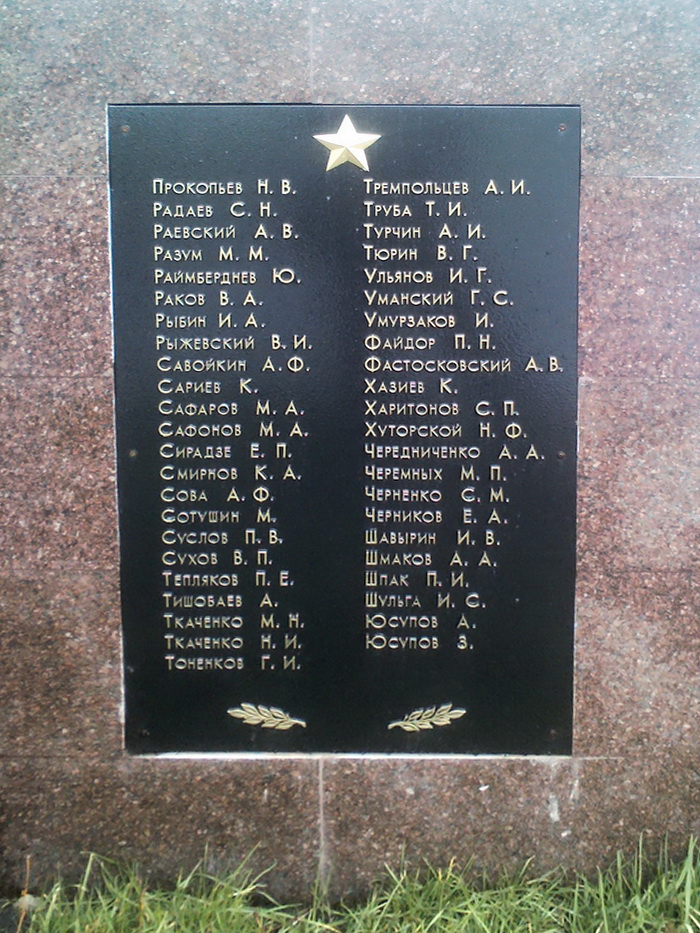 Прокопьев Н. В.
Радаев С. Н.
Раевский А. В.
Разум М. М.
Раймберднев Ю.
Раков В. А.
Рыбин И. А.
Рыжевский В. И.
Савойкин А. Ф.
Сариев К.
Сафаров М. А.
Сафонов М. А.
Сирадзе Е. П.
Смирнов К. А.
Сова А. Ф.
Сотушин М.
Суслов П. В.
Сухов В. П.
Тепляков П. Е.
Тишобаев А.
Ткаченко М. Н.
Ткаченко Н. И.
Тоненков Г. И.
Тремпольцев А. И.
Труба Т. И.
Турчин А. И.
Тюрин В. Г.
Ульянов И. Г.
Уманский Г. С.
Умурзаков И.
Файдор П. Н.
Фастосковский А. В.
Хазиев К.
Харитонов С. П.
Хуторской Н. Ф.
Чередниченко А. А.
Черемных М. П.
Черненко С. М.
Черников Е. А.
Шавырин И. В.
Шмаков А. А.
Шпак П. И.
Шульга И. С.
Юсупов А.
Юсупов З.